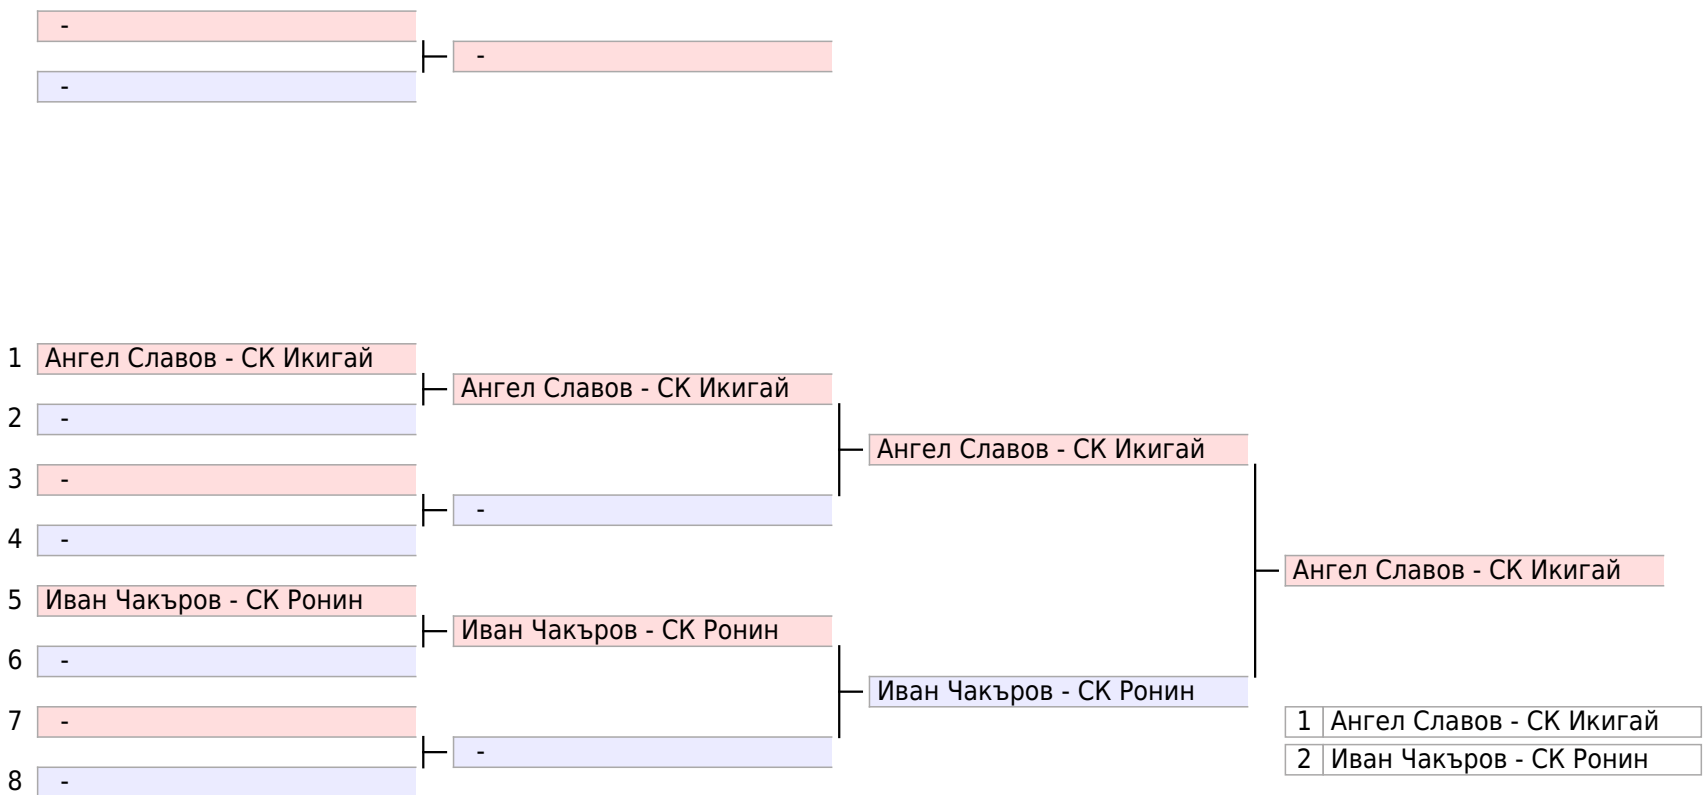 -
-
-
1 Ангел Славов - СК Икигай
Ангел Славов - СК Икигай
2 -
Ангел Славов - СК Икигай
3 -
-
4 -
Ангел Славов - СК Икигай
5 Иван Чакъров - СК Ронин
Иван Чакъров - СК Ронин
6 -
Иван Чакъров - СК Ронин
7 -
1 Ангел Славов - СК Икигай
-
2 Иван Чакъров - СК Ронин
8 -